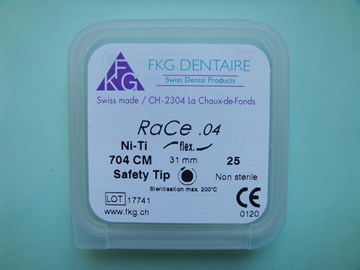 FKG FKG DENTAIRE
Swiss Dental Products
Swiss made / CH-2304 La Chaux-de-Fonds
RaCe .04
Ni-Ti flex.
704 CM 31 mm 25
Safety Tip Non sterile
Sterilisation max. 200°C
LOT 17741 CE
www.fkg.ch 0120